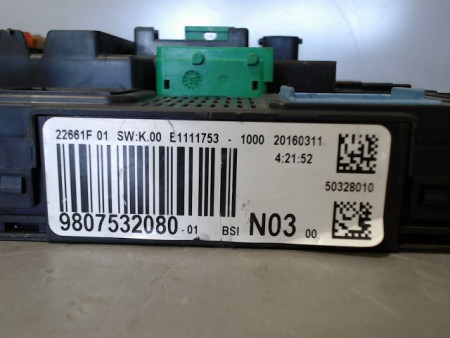 22661F 01 SW:K.00 E1111753 - 1000 20160311
4:21:52
50328010
9807532080 -01 BSI N03 00